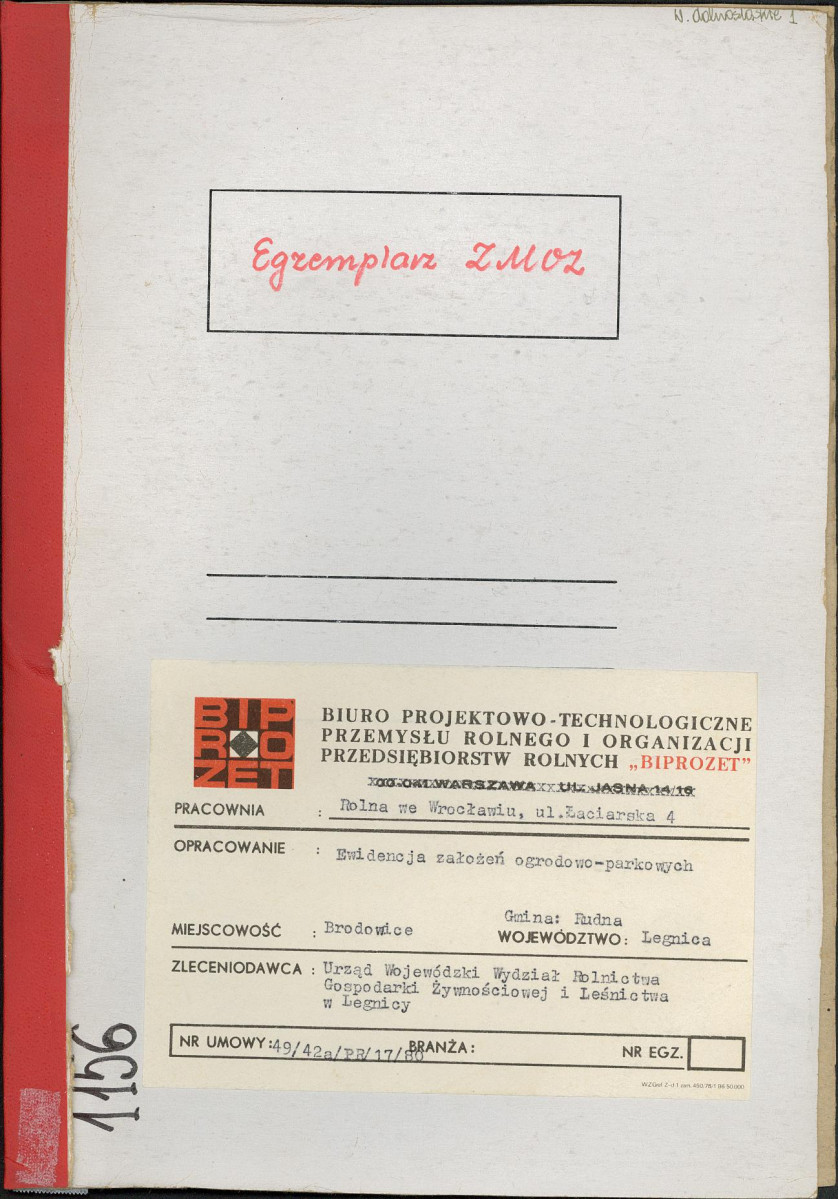 W. dolnośląskie 1
Egzemplarz ZMOZ
BIP
ROO
ZET
BIURO PROJEKTOWO-TECHNOLOGICZNE
PRZEMYSŁU ROLNEGO I ORGANIZACJI
PRZEDSIĘBIORSTW ROLNYCH „BIPROZET”
00-041 WARSZAWA UL. JASNA 14/16
PRACOWNIA : Rolna we Wrocławiu, ul.Łaciarska 4
OPRACOWANIE : Ewidencja założeń ogrodowo-parkowych
Gmina: Rudna
MIEJSCOWOŚĆ : Brodowice WOJEWÓDZTWO: Legnica
ZLECENIODAWCA : Urząd Wojewódzki Wydział Rolnictwa
Gospodarki Żywnościowej i Leśnictwa
w Legnicy
NR UMOWY: 49/42a/PR/17/80 BRANŻA: NR EGZ.
1156